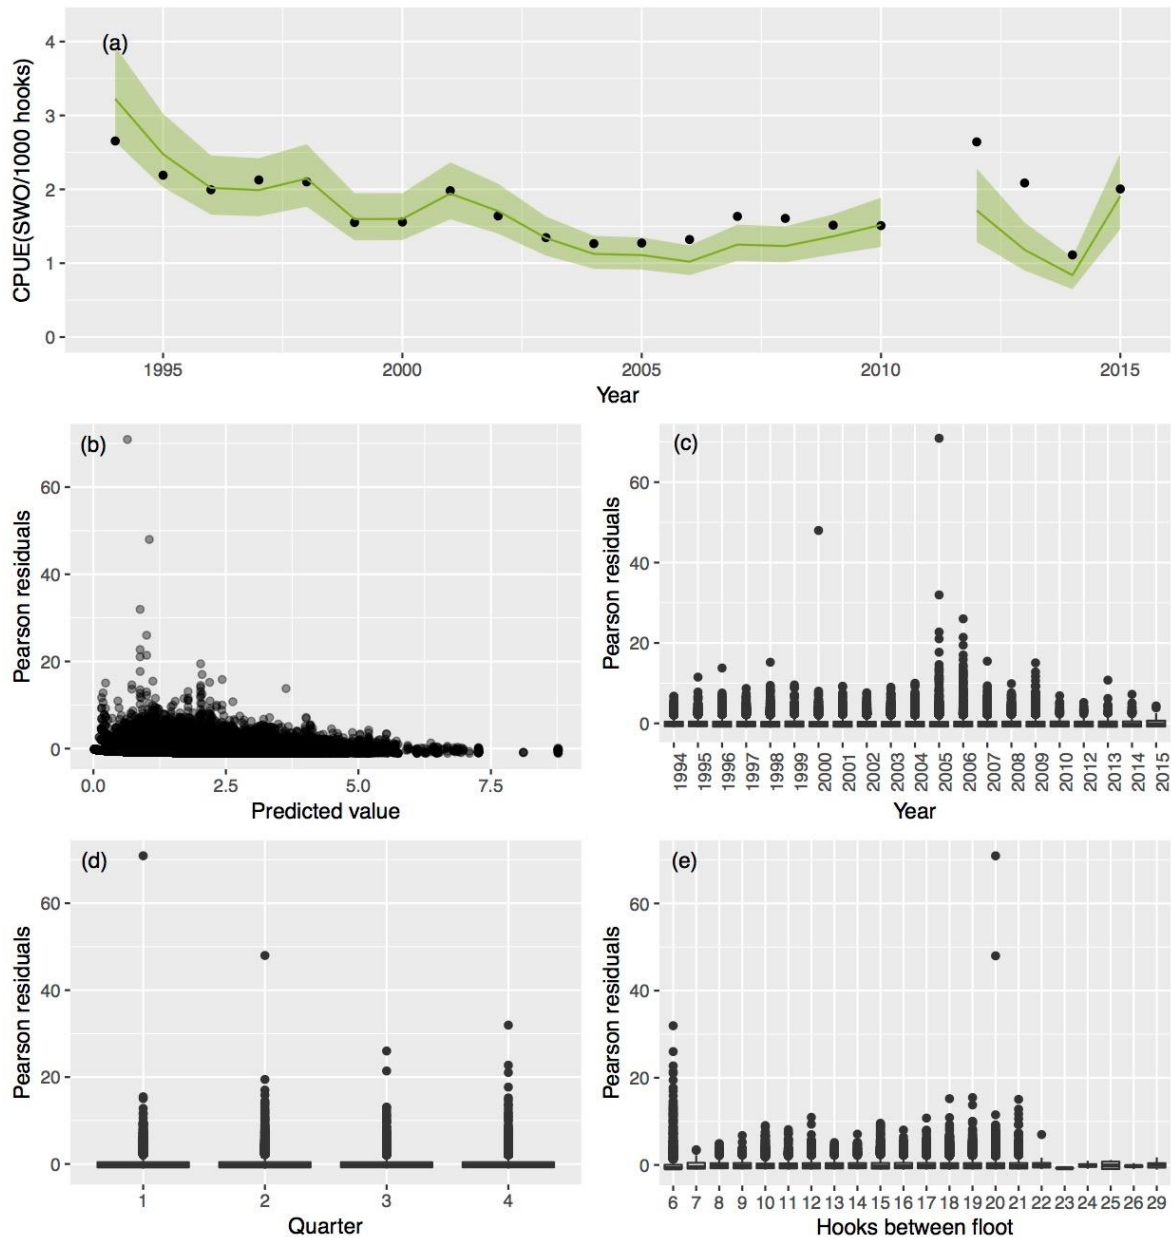 (a)
CPUE(SWO/1000 hooks)
4
3
2
1
0
1995 2000 2005 2010 2015
Year
(b)
Pearson residuals
60
40
20
0
0.0 2.5 5.0 7.5
Predicted value
(c)
Pearson residuals
60
40
20
0
1994 1995 1996 1997 1998 1999 2000 2001 2002 2003 2004 2005 2006 2007 2008 2009 2010 2012 2013 2014 2015
Year
(d)
Pearson residuals
60
40
20
0
1 2 3 4
Quarter
(e)
Pearson residuals
60
40
20
0
6 7 8 9 10 11 12 13 14 15 16 17 18 19 20 21 22 23 24 25 26 29
Hooks between floot